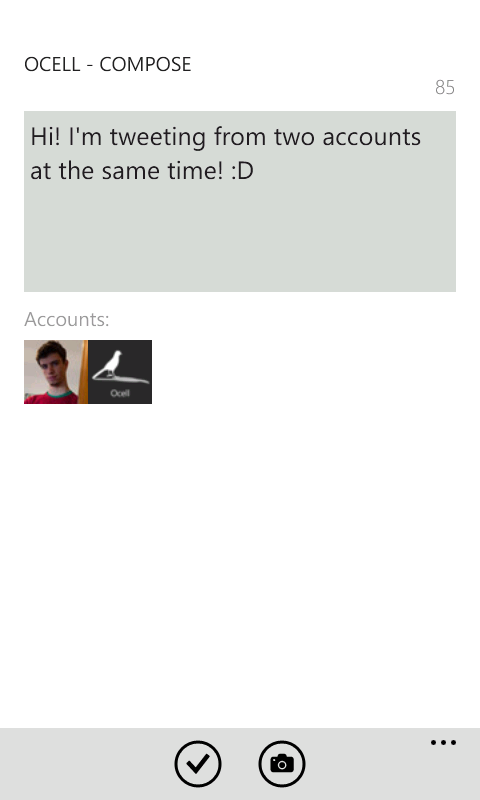 OCELL - COMPOSE
85
Hi! I'm tweeting from two accounts
at the same time! :D
Accounts:
Ocell